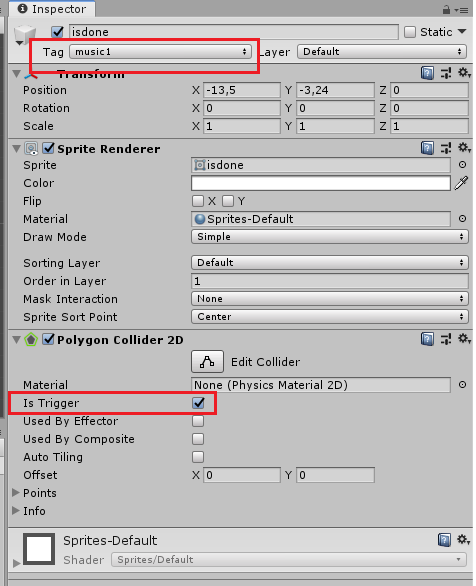 Inspector
isdone Static
Tag music1 Layer Default
Transform
Position X -13,5 Y -3,24 Z 0
Rotation X 0 Y 0 Z 0
Scale X 1 Y 1 Z 1
Sprite Renderer
Sprite isdone
Color
Flip X Y
Material Sprites-Default
Draw Mode Simple
Sorting Layer Default
Order in Layer 1
Mask Interaction None
Sprite Sort Point Center
Polygon Collider 2D
Edit Collider
Material None (Physics Material 2D)
Is Trigger
Used By Effector
Used By Composite
Auto Tiling
Offset X 0 Y 0
Points
Info
Sprites-Default
Shader Sprites/Default